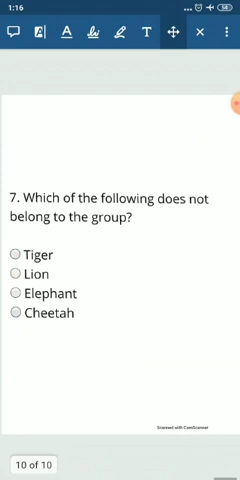 1:16
58
T
7. Which of the following does not
belong to the group?
Tiger
Lion
Elephant
Cheetah
Scanned with CamScanner
10 of 10